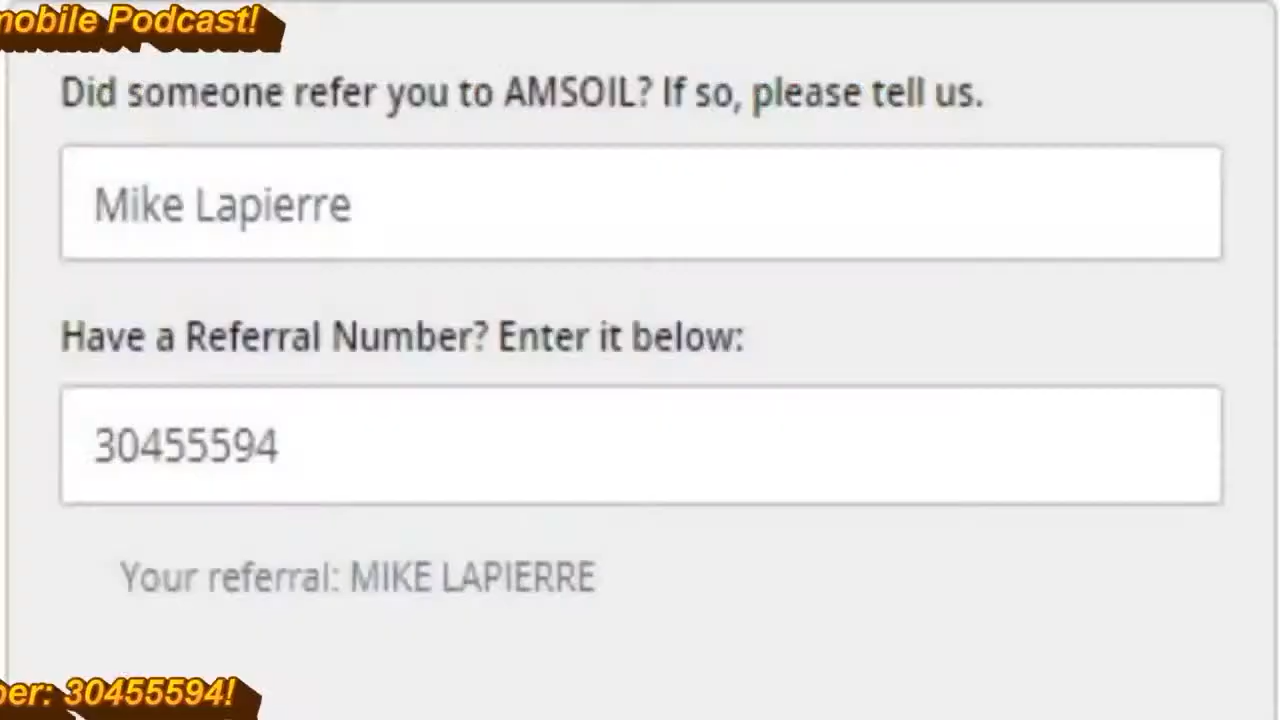 mobile Podcast!
Did someone refer you to AMSOIL? If so, please tell us.
Mike Lapierre
Have a Referral Number? Enter it below:
30455594
Your referral: MIKE LAPIERRE
ber: 30455594!